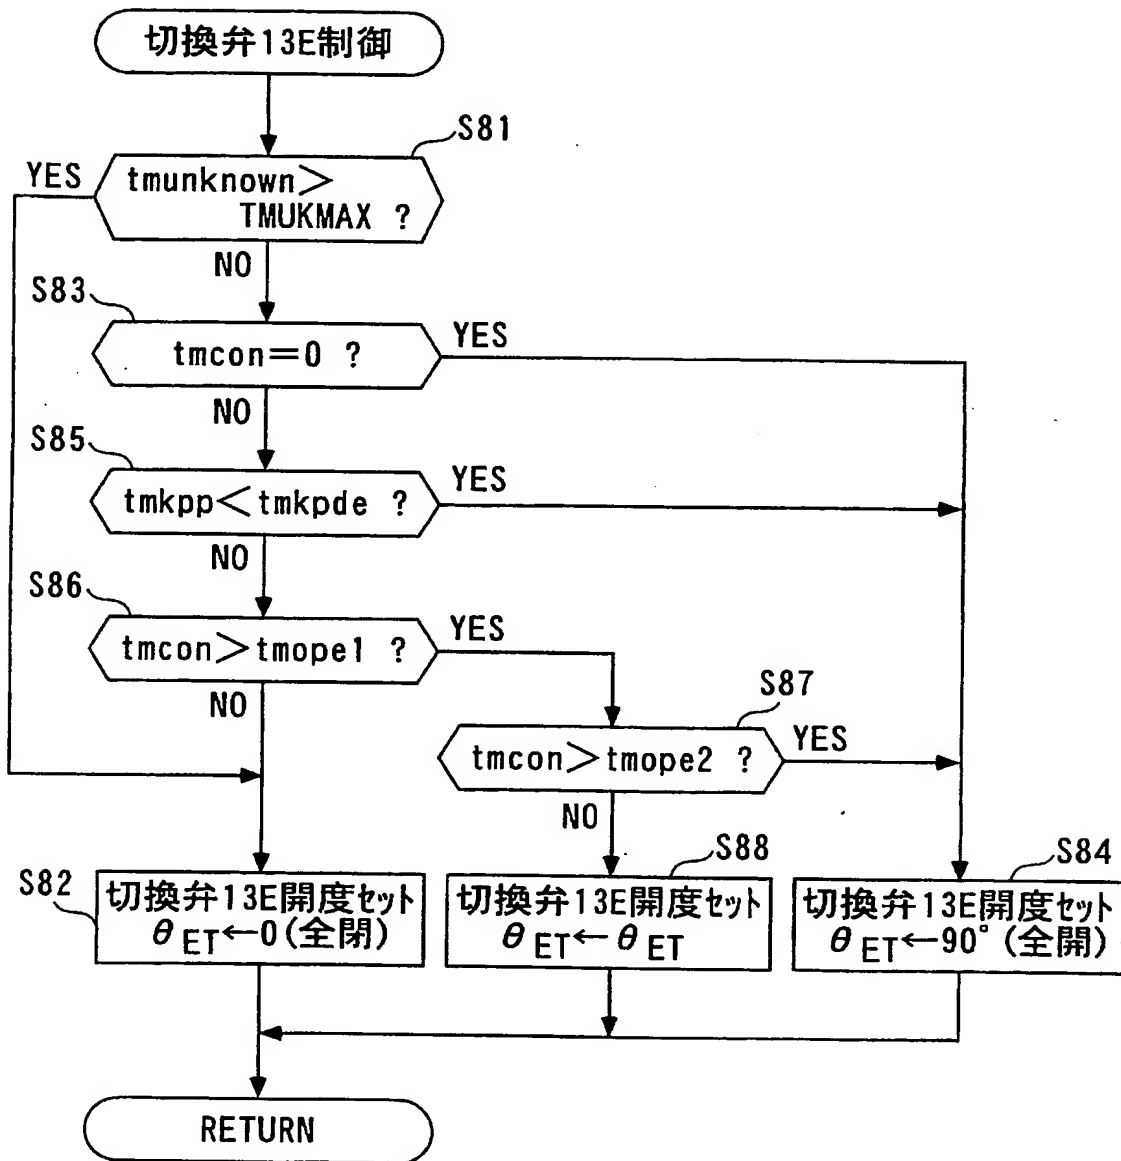 切換弁13E制御
S81
YES
tmunknown>
TMUKMAX ?
NO
S83
tmcon=0 ?
YES
NO
S85
tmkpp<tmkpde ?
YES
NO
S86
tmcon>tmope1 ?
YES
NO
S87
tmcon>tmope2 ?
YES
NO
S82
切換弁13E開度セット
θET←0(全閉)
S88
切換弁13E開度セット
θET←θET
S84
切換弁13E開度セット
θET←90°(全開)
RETURN